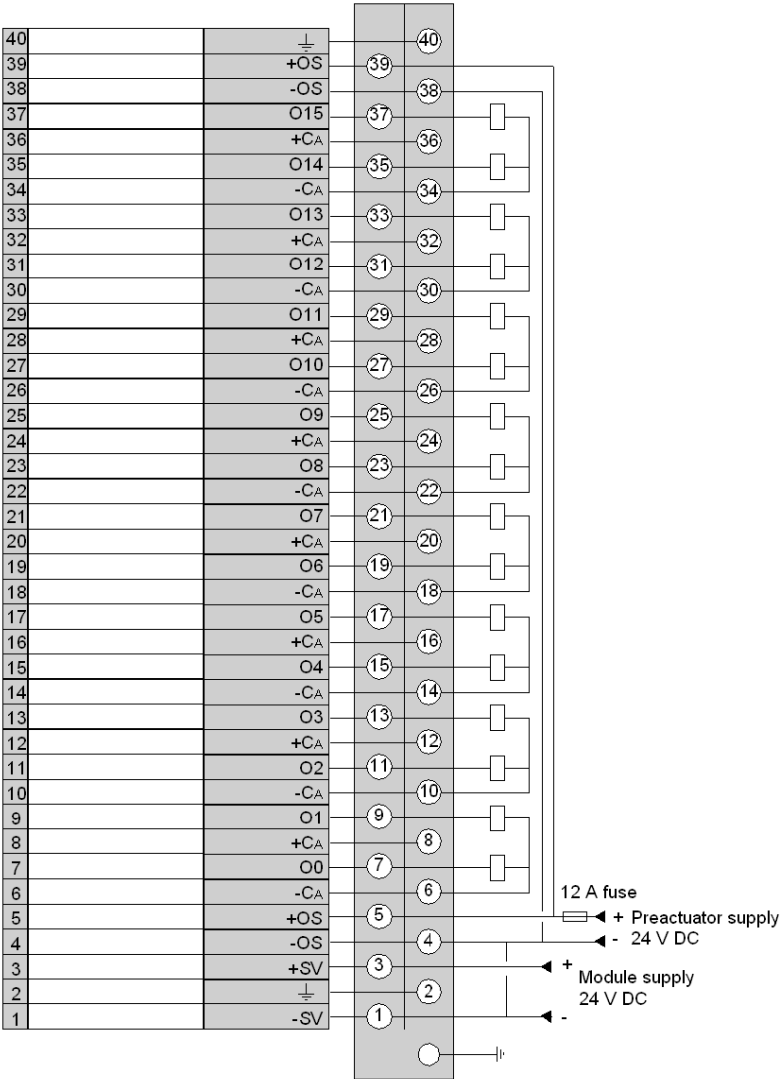 40 ⏚ 40
39 +OS 39
38 -OS 38
37 O15 37
36 +CA 36
35 O14 35
34 -CA 34
33 O13 33
32 +CA 32
31 O12 31
30 -CA 30
29 O11 29
28 +CA 28
27 O10 27
26 -CA 26
25 O9 25
24 +CA 24
23 O8 23
22 -CA 22
21 O7 21
20 +CA 20
19 O6 19
18 -CA 18
17 O5 17
16 +CA 16
15 O4 15
14 -CA 14
13 O3 13
12 +CA 12
11 O2 11
10 -CA 10
9 O1 9
8 +CA 8
7 O0 7
6 -CA 6
12 A fuse
5 +OS 5 + Preactuator supply
4 -OS 4 - 24 V DC
3 +SV 3 +
Module supply
2 ⏚ 2
24 V DC
1 -SV 1 -